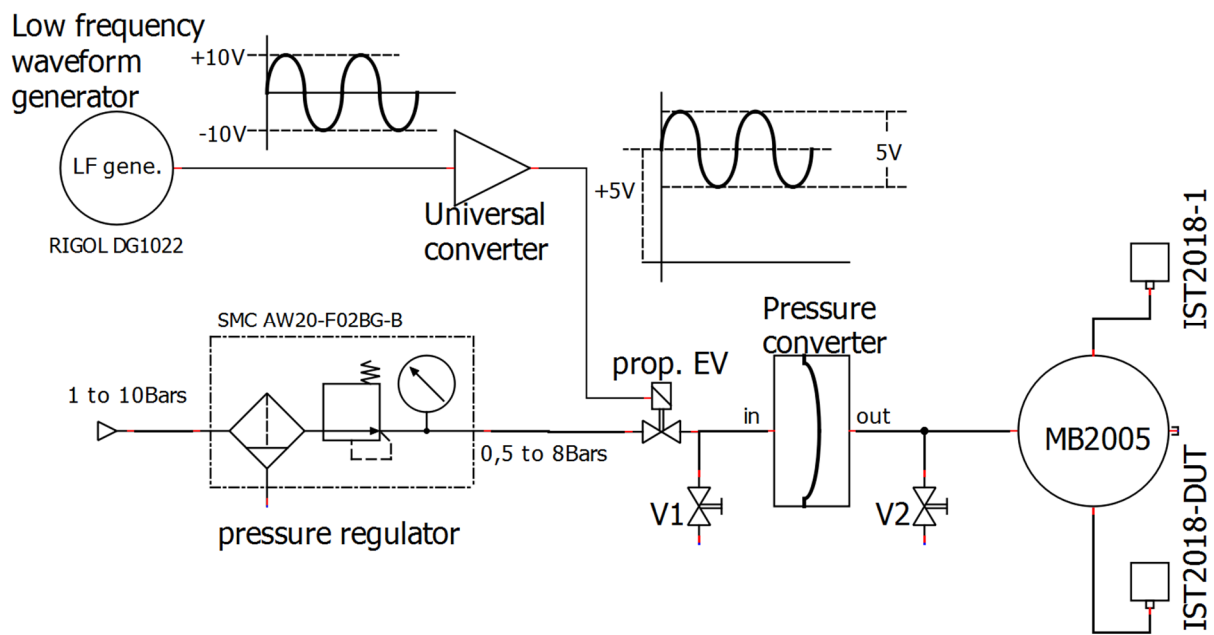 Low frequency
waveform
generator
+10V
-10V
LF gene.
RIGOL DG1022
Universal
converter
+5V
5V
SMC AW20-F02BG-B
1 to 10Bars
0,5 to 8Bars
pressure regulator
prop. EV
Pressure
converter
in
out
V1
V2
MB2005
IST2018-1
IST2018-DUT